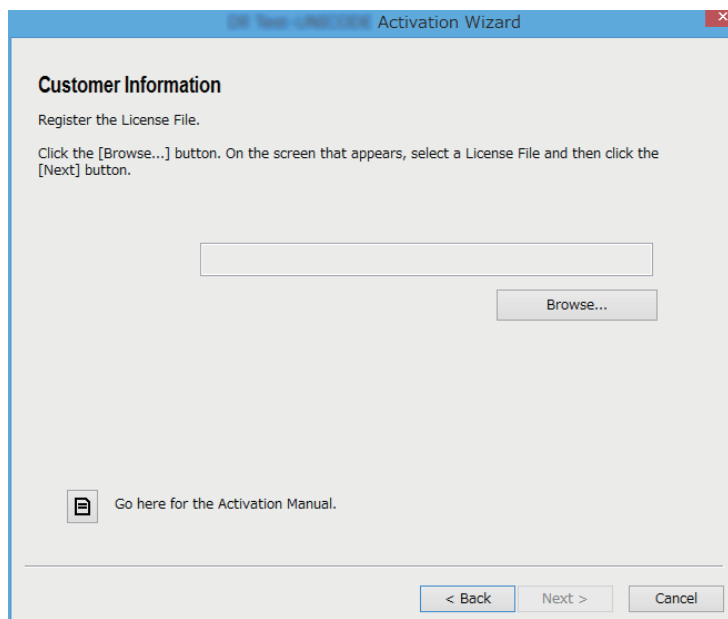 Activation Wizard
Customer Information
Register the License File.
Click the [Browse...] button. On the screen that appears, select a License File and then click the
[Next] button.
Browse...
Go here for the Activation Manual.
< Back
Next >
Cancel